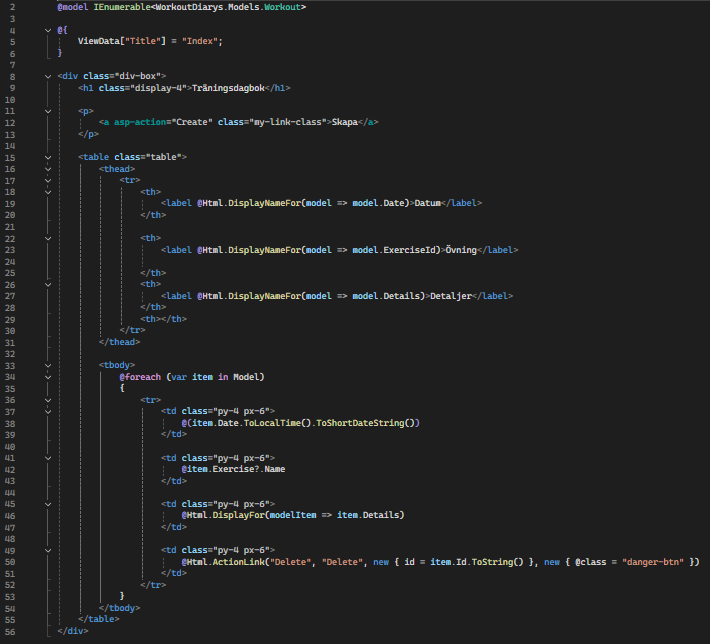 2 @model IEnumerable<WorkoutDiarys.Models.Workout>
3
4 @{
5 ViewData["Title"] = "Index";
6 }
7
8 <div class="div-box">
9 <h1 class="display-4">Träningsdagbok</h1>
10
11 <p>
12 <a asp-action="Create" class="my-link-class">Skapa</a>
13 </p>
14
15 <table class="table">
16 <thead>
17 <tr>
18 <th>
19 <label @Html.DisplayNameFor(model => model.Date)>Datum</label>
20 </th>
21
22 <th>
23 <label @Html.DisplayNameFor(model => model.ExerciseId)>Övning</label>
24
25 </th>
26 <th>
27 <label @Html.DisplayNameFor(model => model.Details)>Detaljer</label>
28 </th>
29 <th></th>
30 </tr>
31 </thead>
32
33 <tbody>
34 @foreach (var item in Model)
35 {
36 <tr>
37 <td class="py-4 px-6">
38 @(item.Date.ToLocalTime().ToShortDateString())
39 </td>
40
41 <td class="py-4 px-6">
42 @item.Exercise?.Name
43 </td>
44
45 <td class="py-4 px-6">
46 @Html.DisplayFor(modelItem => item.Details)
47 </td>
48
49 <td class="py-4 px-6">
50 @Html.ActionLink("Delete", "Delete", new { id = item.Id.ToString() }, new { @class = "danger-btn" })
51 </td>
52 </tr>
53 }
54 </tbody>
55 </table>
56 </div>